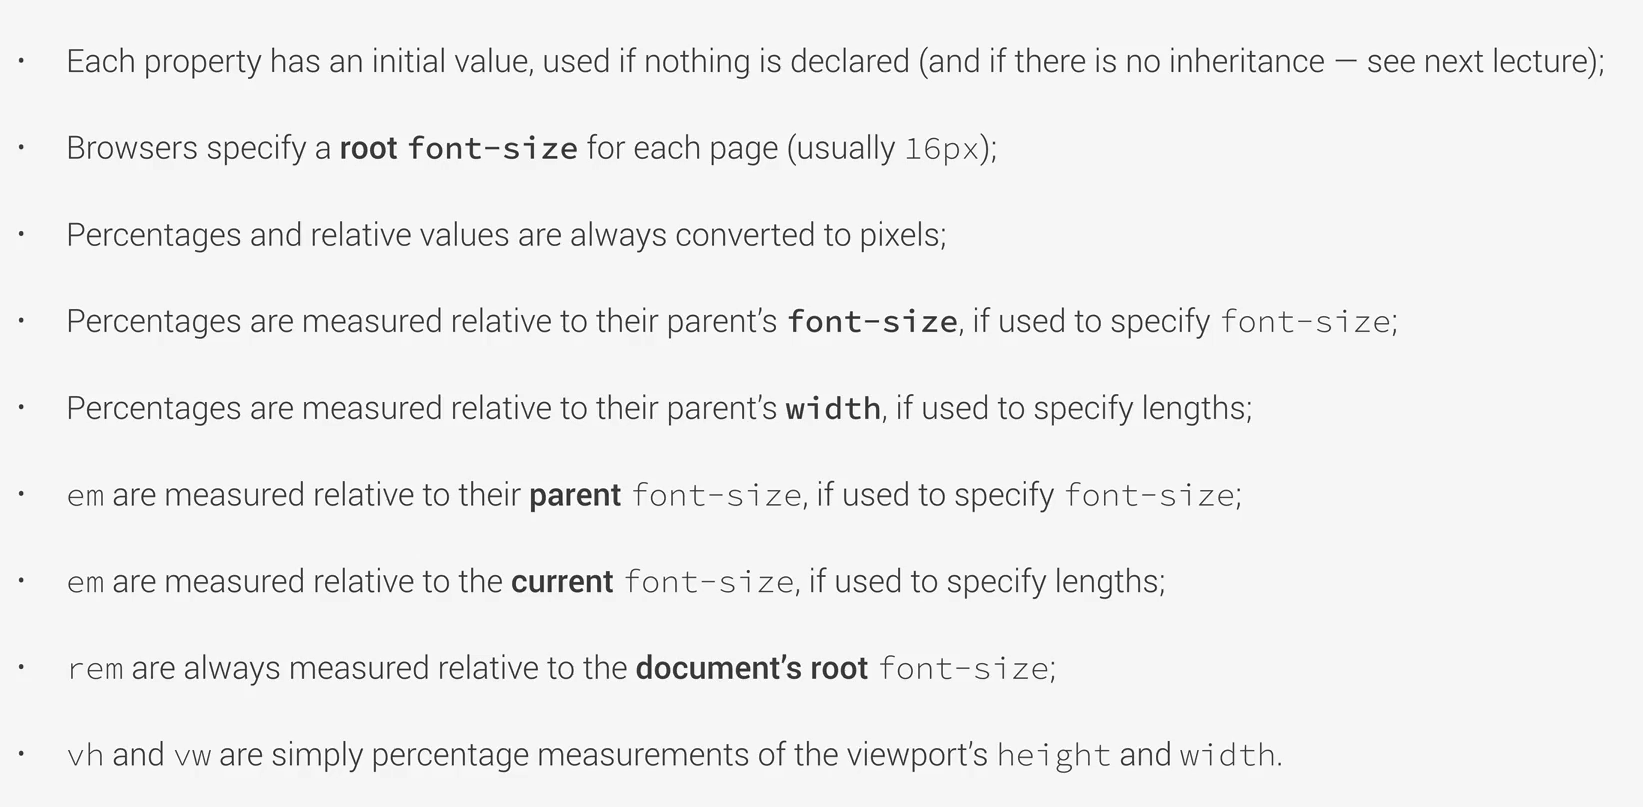 • Each property has an initial value, used if nothing is declared (and if there is no inheritance — see next lecture);
• Browsers specify a root font-size for each page (usually 16px);
• Percentages and relative values are always converted to pixels;
• Percentages are measured relative to their parent's font-size, if used to specify font-size;
• Percentages are measured relative to their parent's width, if used to specify lengths;
• em are measured relative to their parent font-size, if used to specify font-size;
• em are measured relative to the current font-size, if used to specify lengths;
• rem are always measured relative to the document's root font-size;
• vh and vw are simply percentage measurements of the viewport's height and width.